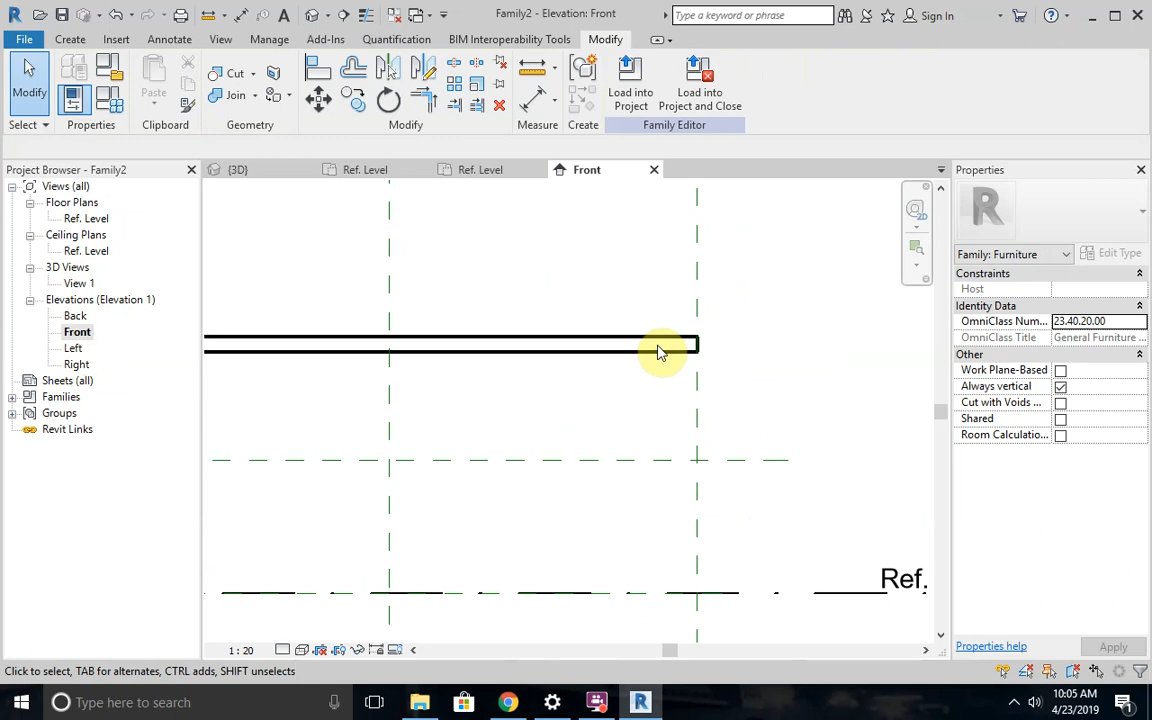 Family2 - Elevation: Front
Type a keyword or phrase
Sign In
File
Create
Insert
Annotate
View
Manage
Add-Ins
Quantification
BIM Interoperability Tools
Modify
Modify
Paste
Cut
Join
Load into
Project
Load into
Project and Close
Select
Properties
Clipboard
Geometry
Modify
Measure
Create
Family Editor
Project Browser - Family2
{3D}
Ref. Level
Ref. Level
Front
Properties
Views (all)
Floor Plans
Ref. Level
Ceiling Plans
Ref. Level
3D Views
View 1
Elevations (Elevation 1)
Back
Front
Left
Right
Sheets (all)
Families
Groups
Revit Links
2D
Ref.
Family: Furniture
Edit Type
Constraints
Host
Identity Data
OmniClass Num... 23.40.20.00
OmniClass Title General Furniture ...
Other
Work Plane-Based
Always vertical
Cut with Voids ...
Shared
Room Calculatio...
Properties help
Apply
1 : 20
Click to select, TAB for alternates, CTRL adds, SHIFT unselects
Type here to search
10:05 AM
4/23/2019
1